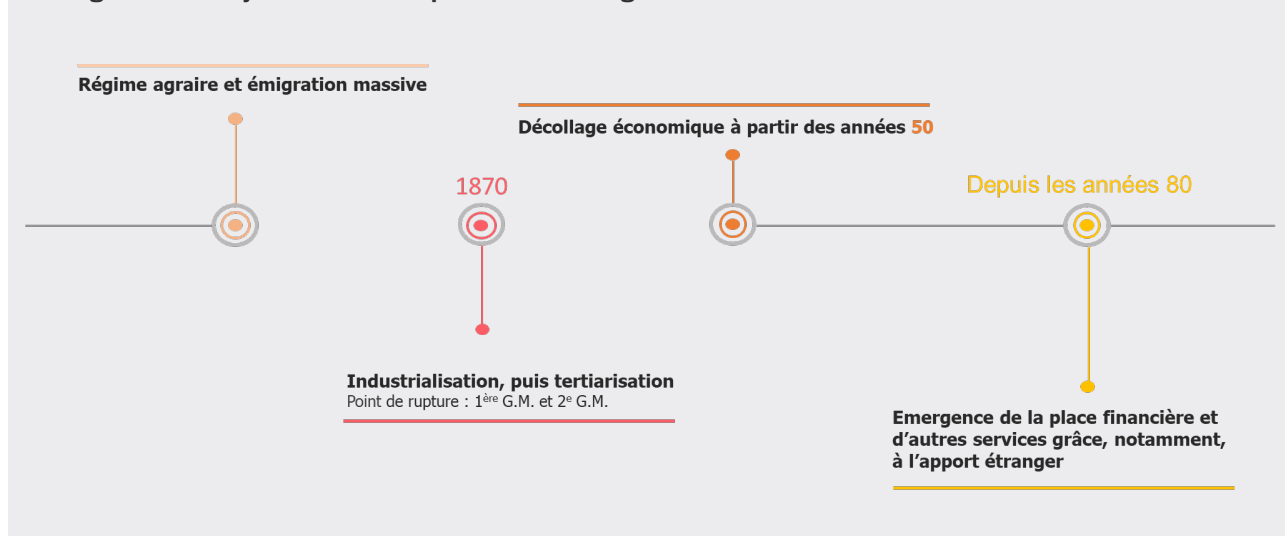 Régime agraire et émigration massive
Décollage économique à partir des années 50
1870
Depuis les années 80
Industrialisation, puis tertiarisation
Point de rupture : 1ère G.M. et 2e G.M.
Emergence de la place financière et
d’autres services grâce, notamment,
à l’apport étranger